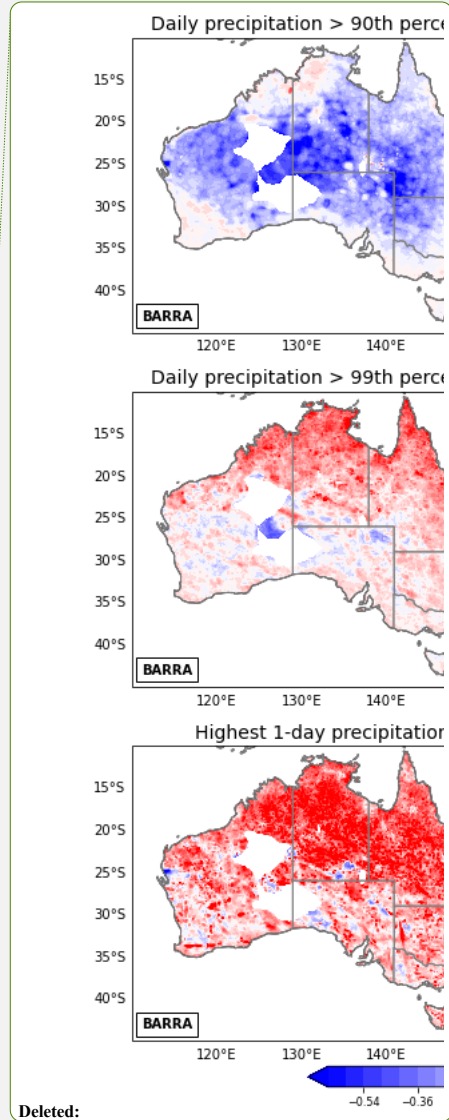 Daily precipitation > 90th perce
15°S
20°S
25°S
30°S
35°S
40°S
BARRA
120°E 130°E 140°E
Daily precipitation > 99th perce
15°S
20°S
25°S
30°S
35°S
40°S
BARRA
120°E 130°E 140°E
Highest 1-day precipitation
15°S
20°S
25°S
30°S
35°S
40°S
BARRA
120°E 130°E 140°E
−0.54 −0.36
Deleted: